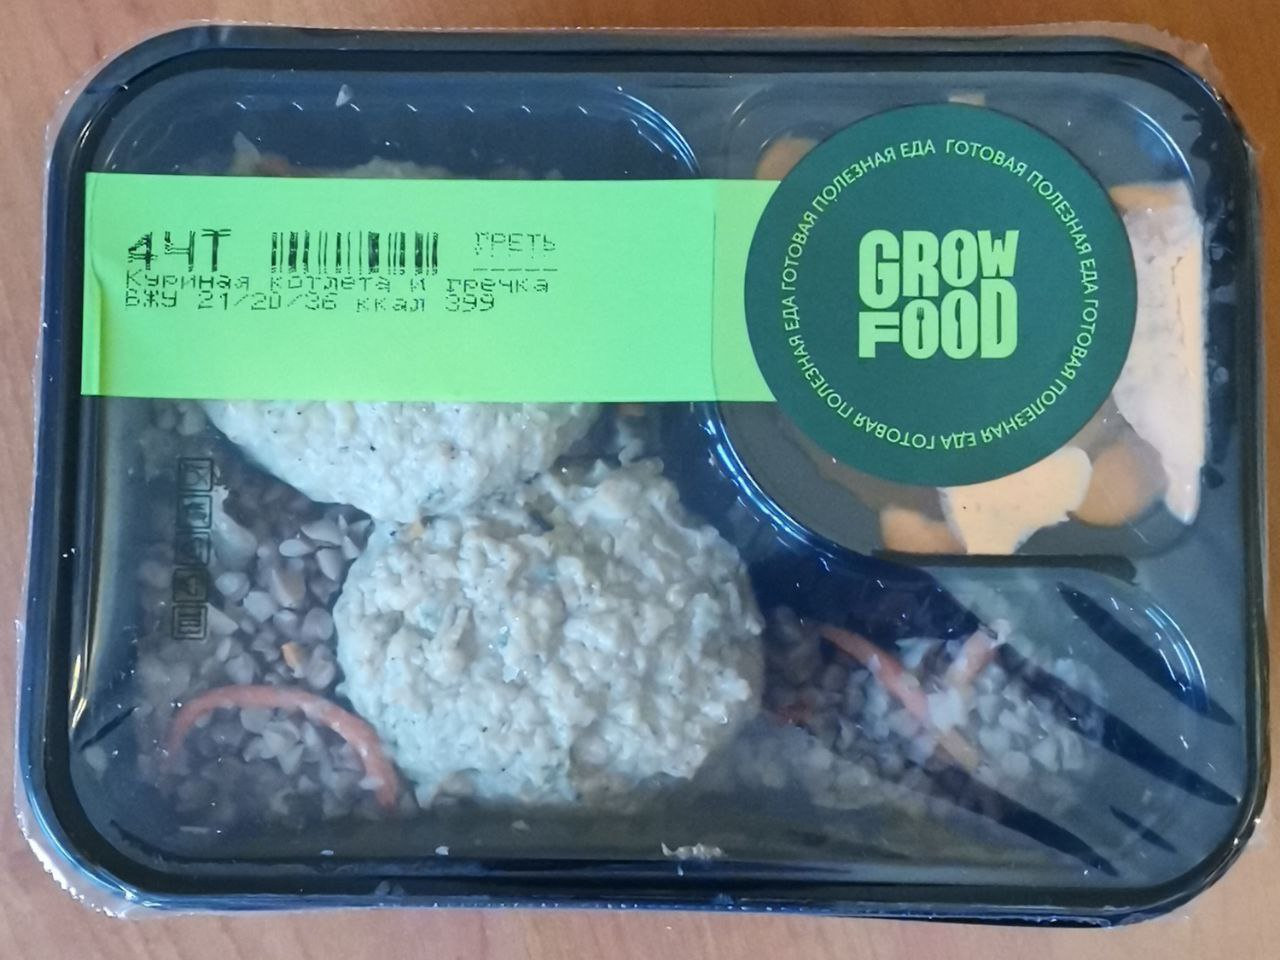 4ЧТ
ГРЕТЬ
Куриная котлета и гречка
БЖУ 21/20/36 ккал 399
ГОТОВАЯ ПОЛЕЗНАЯ ЕДА ГОТОВАЯ ПОЛЕЗНАЯ ЕДА ГОТОВАЯ ПОЛЕЗНАЯ ЕДА ГОТОВАЯ ПОЛЕЗНАЯ ЕДА
GROW
FOOD